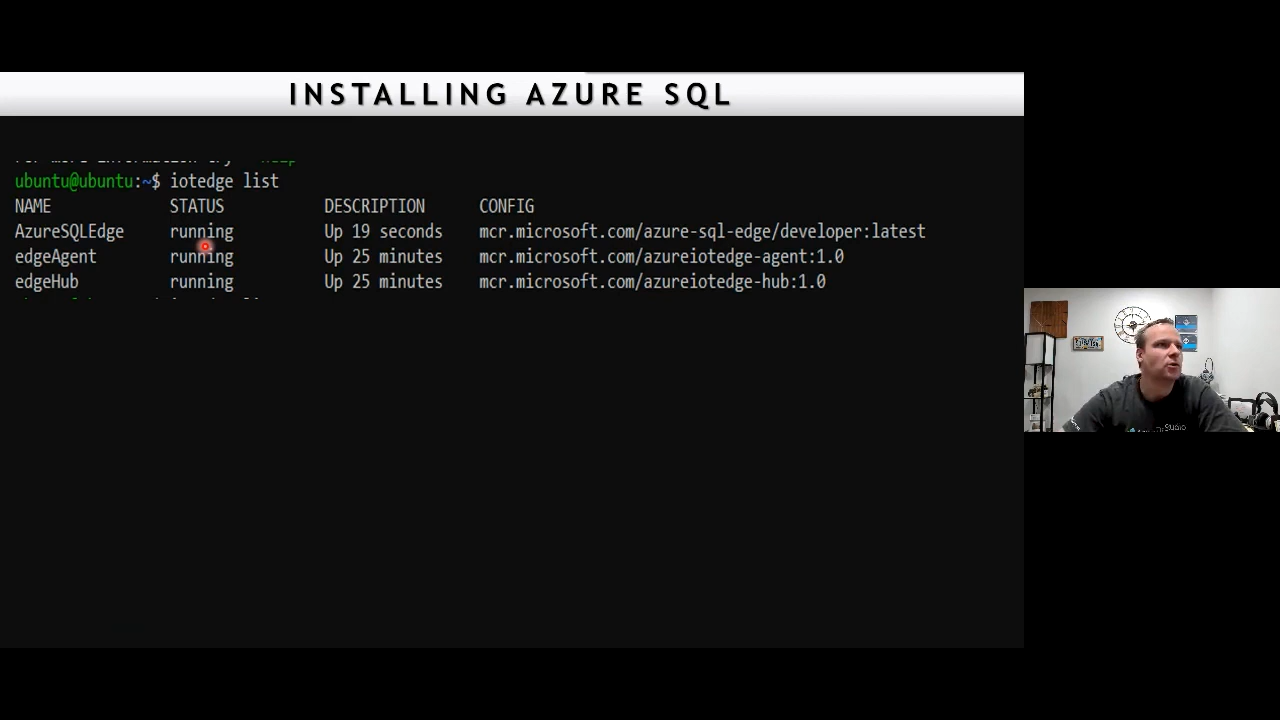 INSTALLING AZURE SQL
ubuntu@ubuntu:~$ iotedge list
NAME STATUS DESCRIPTION CONFIG
AzureSQLEdge running Up 19 seconds mcr.microsoft.com/azure-sql-edge/developer:latest
edgeAgent running Up 25 minutes mcr.microsoft.com/azureiotedge-agent:1.0
edgeHub running Up 25 minutes mcr.microsoft.com/azureiotedge-hub:1.0
Studio